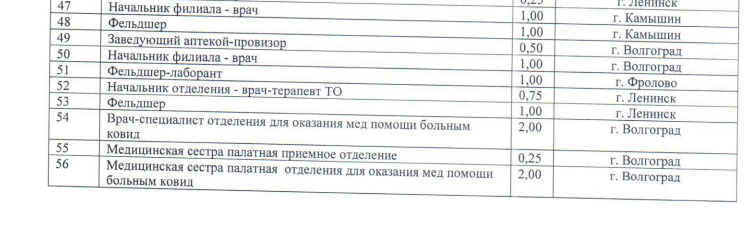 0,25 г. Ленинск
47 Начальник филиала - врач 1,00 г. Камышин
48 Фельдшер 1,00 г. Камышин
49 Заведующий аптекой-провизор 0,50 г. Волгоград
50 Начальник филиала - врач 1,00 г. Волгоград
51 Фельдшер-лаборант 1,00 г. Фролово
52 Начальник отделения - врач-терапевт ТО 0,75 г. Ленинск
53 Фельдшер 1,00 г. Ленинск
54 Врач-специалист отделения для оказания мед помощи больным 2,00 г. Волгоград
ковид
55 Медицинская сестра палатная приемное отделение 0,25 г. Волгоград
56 Медицинская сестра палатная отделения для оказания мед помощи 2,00 г. Волгоград
больным ковид